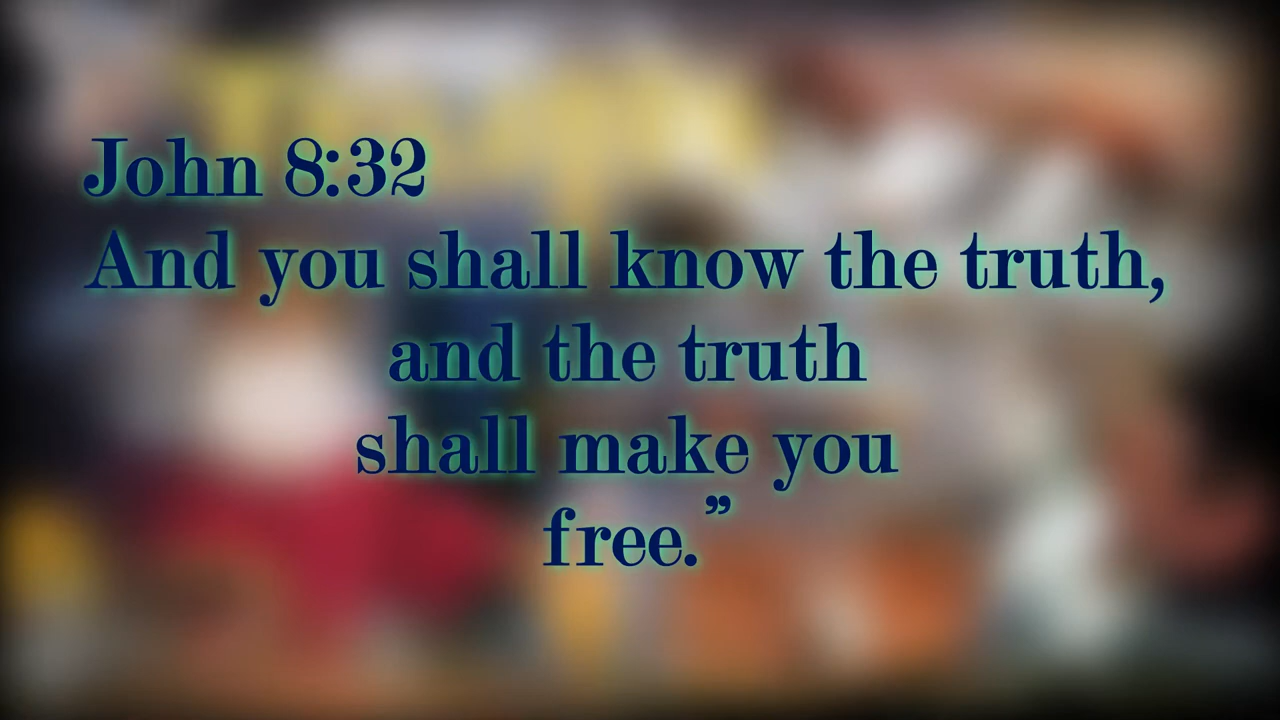 John 8:32
And you shall know the truth,
and the truth
shall make you
free.”